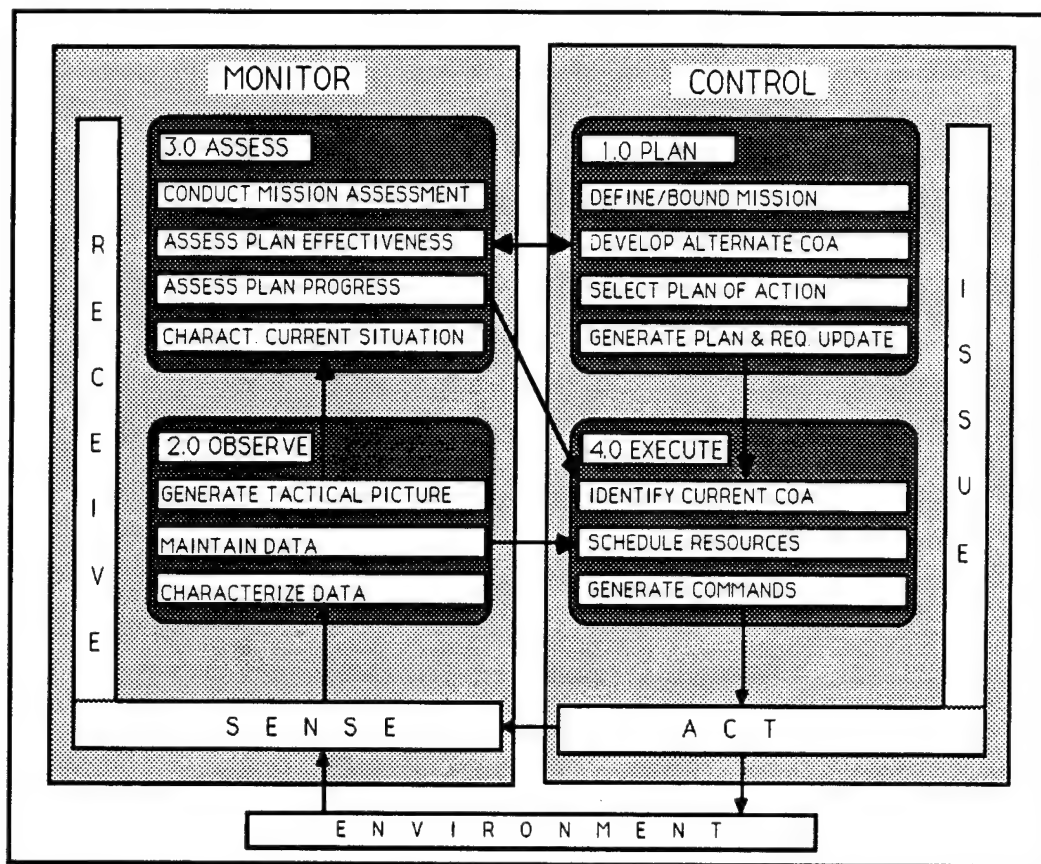 MONITOR
3.0 ASSESS
CONDUCT MISSION ASSESSMENT
ASSESS PLAN EFFECTIVENESS
ASSESS PLAN PROGRESS
CHARACT. CURRENT SITUATION
2.0 OBSERVE
GENERATE TACTICAL PICTURE
MAINTAIN DATA
CHARACTERIZE DATA
RECEIVE
SENSE
CONTROL
1.0 PLAN
DEFINE/BOUND MISSION
DEVELOP ALTERNATE COA
SELECT PLAN OF ACTION
GENERATE PLAN & REQ. UPDATE
4.0 EXECUTE
IDENTIFY CURRENT COA
SCHEDULE RESOURCES
GENERATE COMMANDS
ISSUE
ACT
ENVIRONMENT